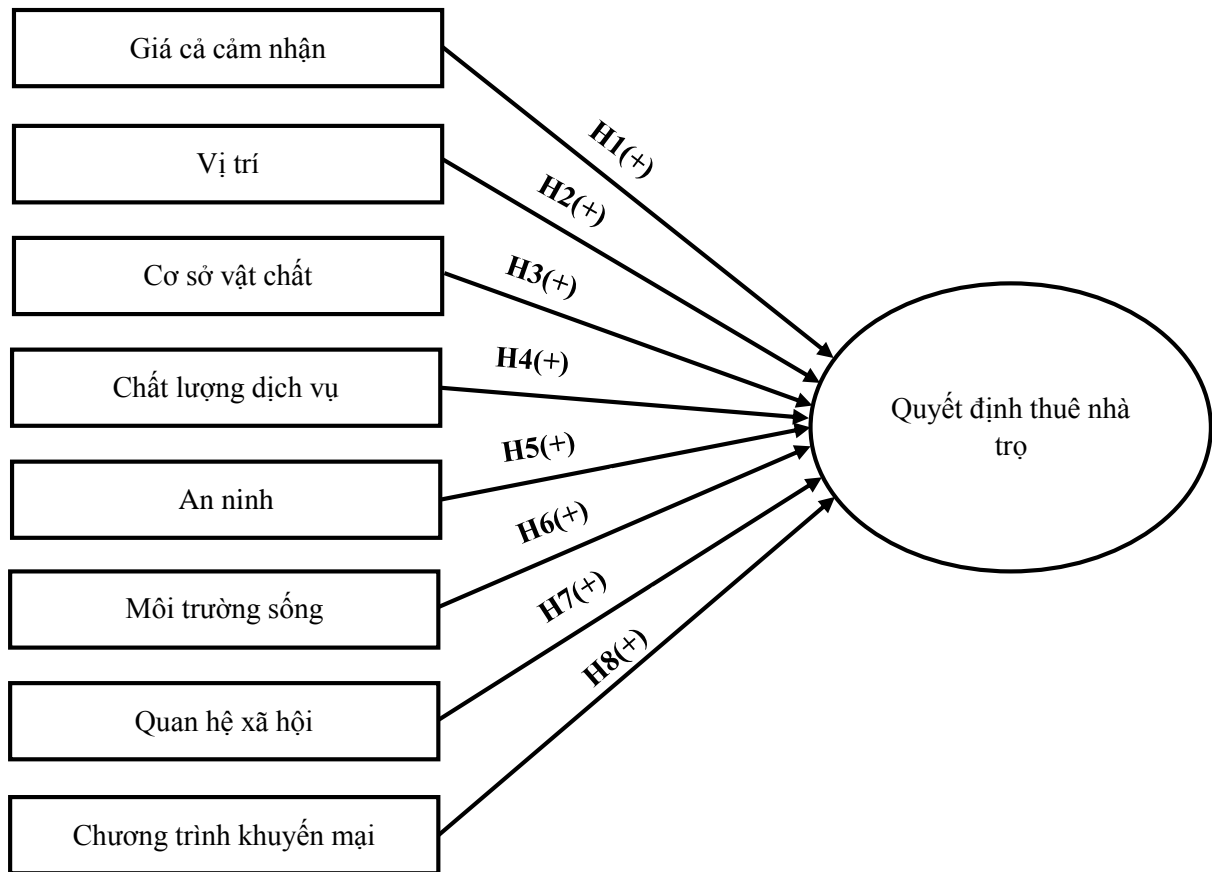 Giá cả cảm nhận
H1(+)
Vị trí
H2(+)
Cơ sở vật chất
H3(+)
Chất lượng dịch vụ
H4(+)
Quyết định thuê nhà
trọ
An ninh
H5(+)
Môi trường sống
H6(+)
Quan hệ xã hội
H7(+)
Chương trình khuyến mại
H8(+)